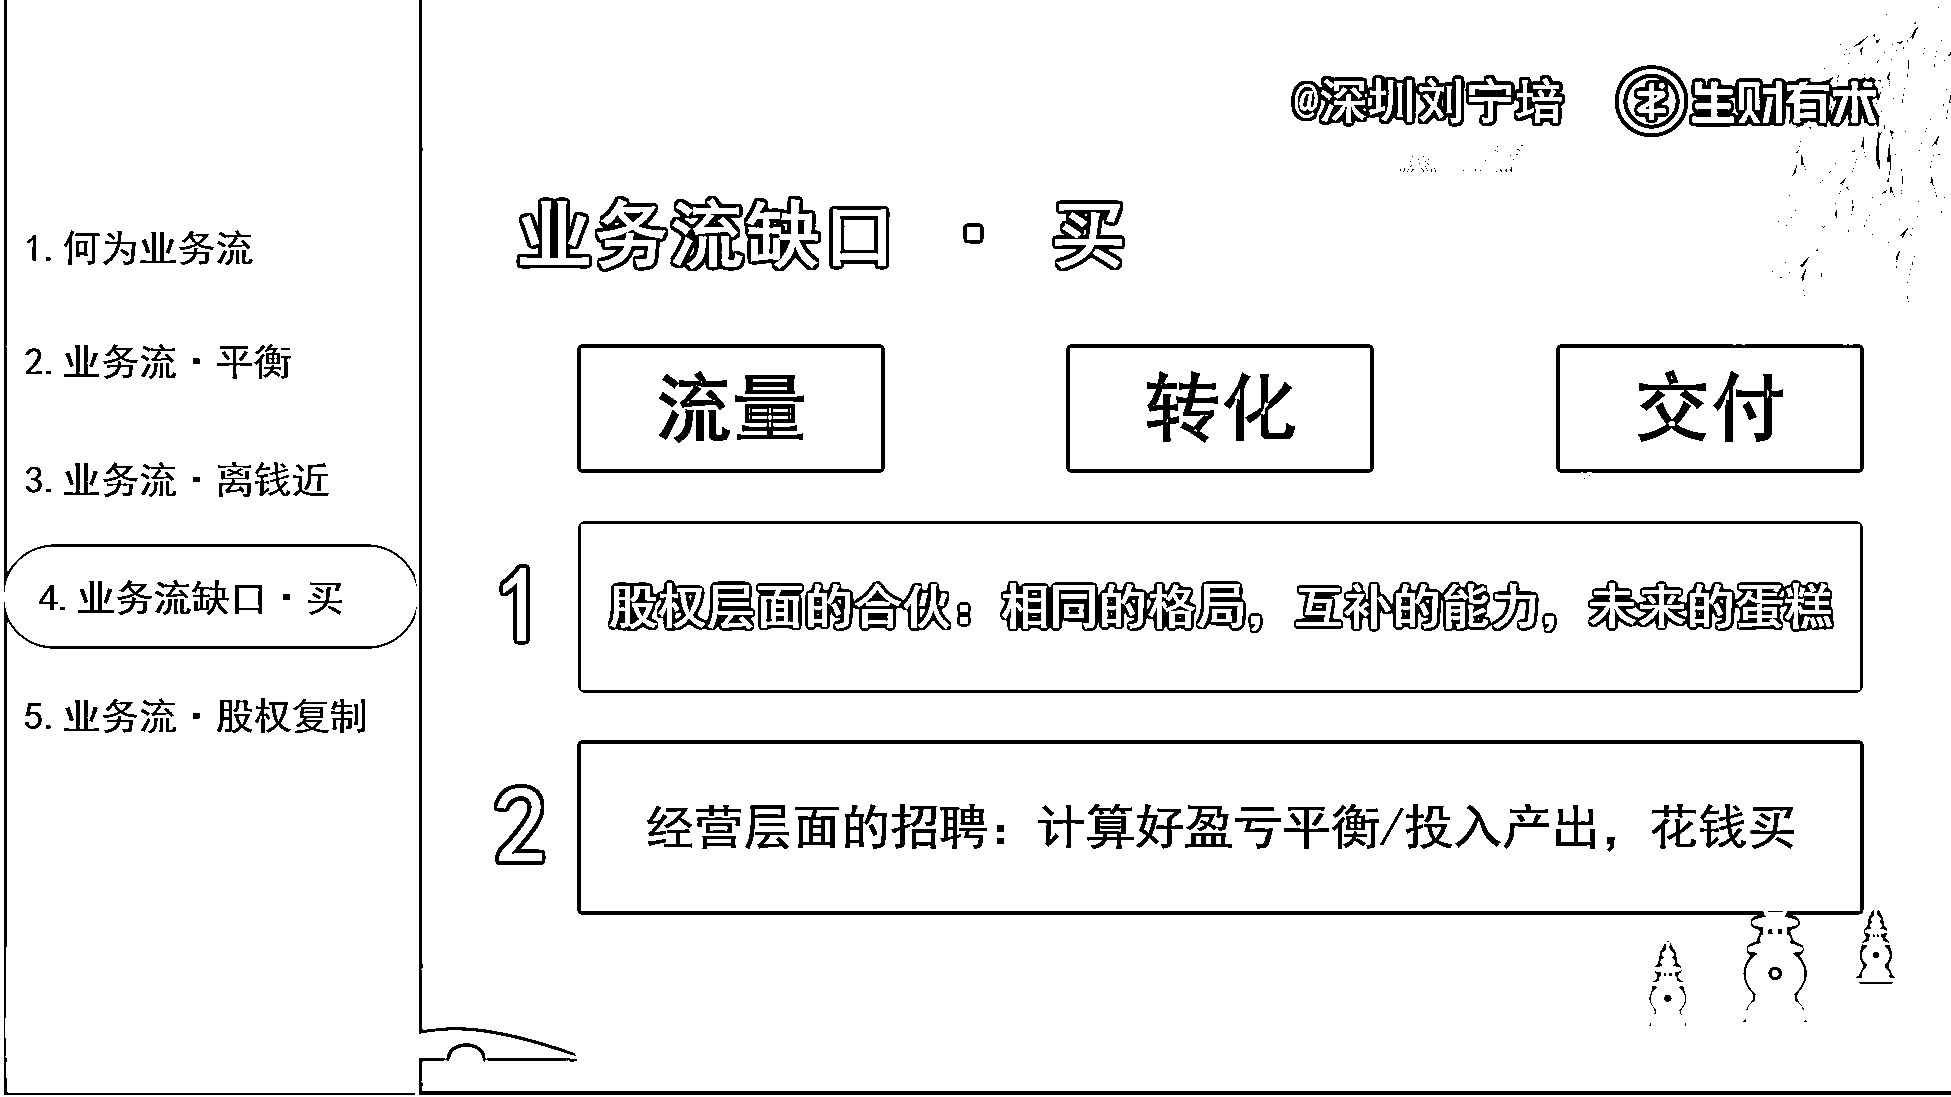 @深圳刘宁培 生财有术
1. 何为业务流
2. 业务流·平衡
3. 业务流·离钱近
4. 业务流缺口·买
5. 业务流·股权复制
业务流缺口 · 买
流量 转化 交付
1 股权层面的合伙：相同的格局，互补的能力，未来的蛋糕
2 经营层面的招聘：计算好盈亏平衡/投入产出，花钱买